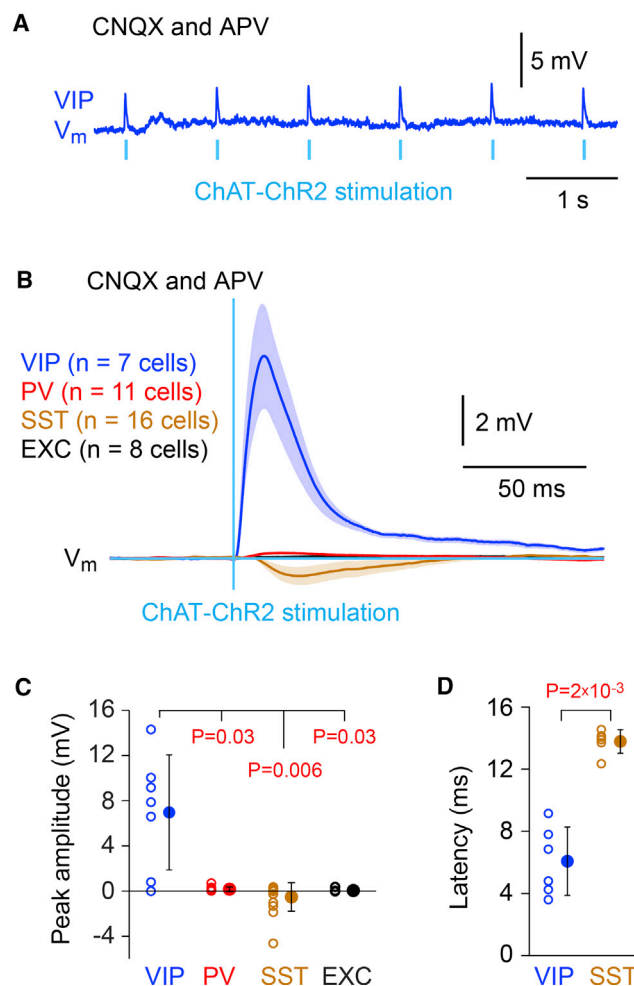 A
CNQX and APV
5 mV
VIP
Vm
ChAT-ChR2 stimulation
1 s
B
CNQX and APV
VIP (n = 7 cells)
PV (n = 11 cells)
SST (n = 16 cells)
EXC (n = 8 cells)
2 mV
50 ms
Vm
ChAT-ChR2 stimulation
C
Peak amplitude (mV)
16
12
8
4
0
-4
P=0.03
P=0.006
P=0.03
VIP PV SST EXC
D
Latency (ms)
16
12
8
4
0
P=2×10⁻³
VIP SST